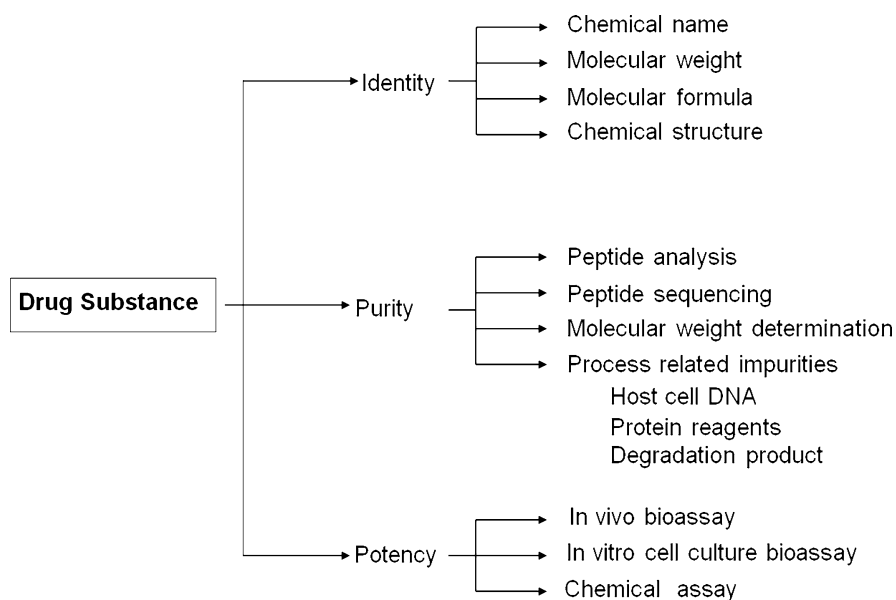 Chemical name
Molecular weight
Identity
Molecular formula
Chemical structure
Peptide analysis
Peptide sequencing
Drug Substance
Purity
Molecular weight determination
Process related impurities
Host cell DNA
Protein reagents
Degradation product
In vivo bioassay
Potency
In vitro cell culture bioassay
Chemical assay